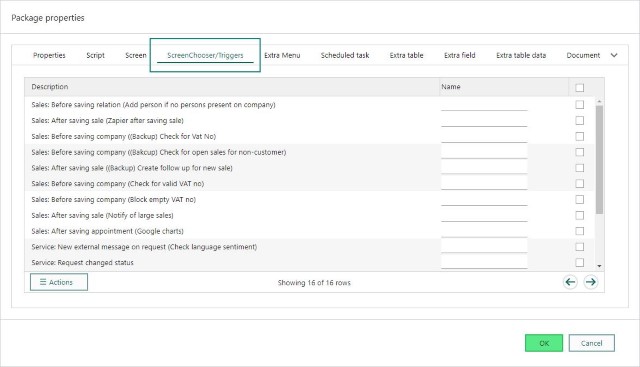 Package properties
Properties Script Screen ScreenChooser/Triggers Extra Menu Scheduled task Extra table Extra field Extra table data Document
Description Name
Sales: Before saving relation (Add person if no persons present on company)
Sales: After saving sale (Zapier after saving sale)
Sales: Before saving company ((Backup) Check for Vat No)
Sales: Before saving company ((Bakcup) Check for open sales for non-customer)
Sales: After saving sale ((Backup) Create follow up for new sale)
Sales: Before saving company (Check for valid VAT no)
Sales: Before saving company (Block empty VAT no)
Sales: After saving sale (Notify of large sales)
Sales: After saving appointment (Google charts)
Service: New external message on request (Check language sentiment)
Service: Request changed status
Actions Showing 16 of 16 rows
OK Cancel